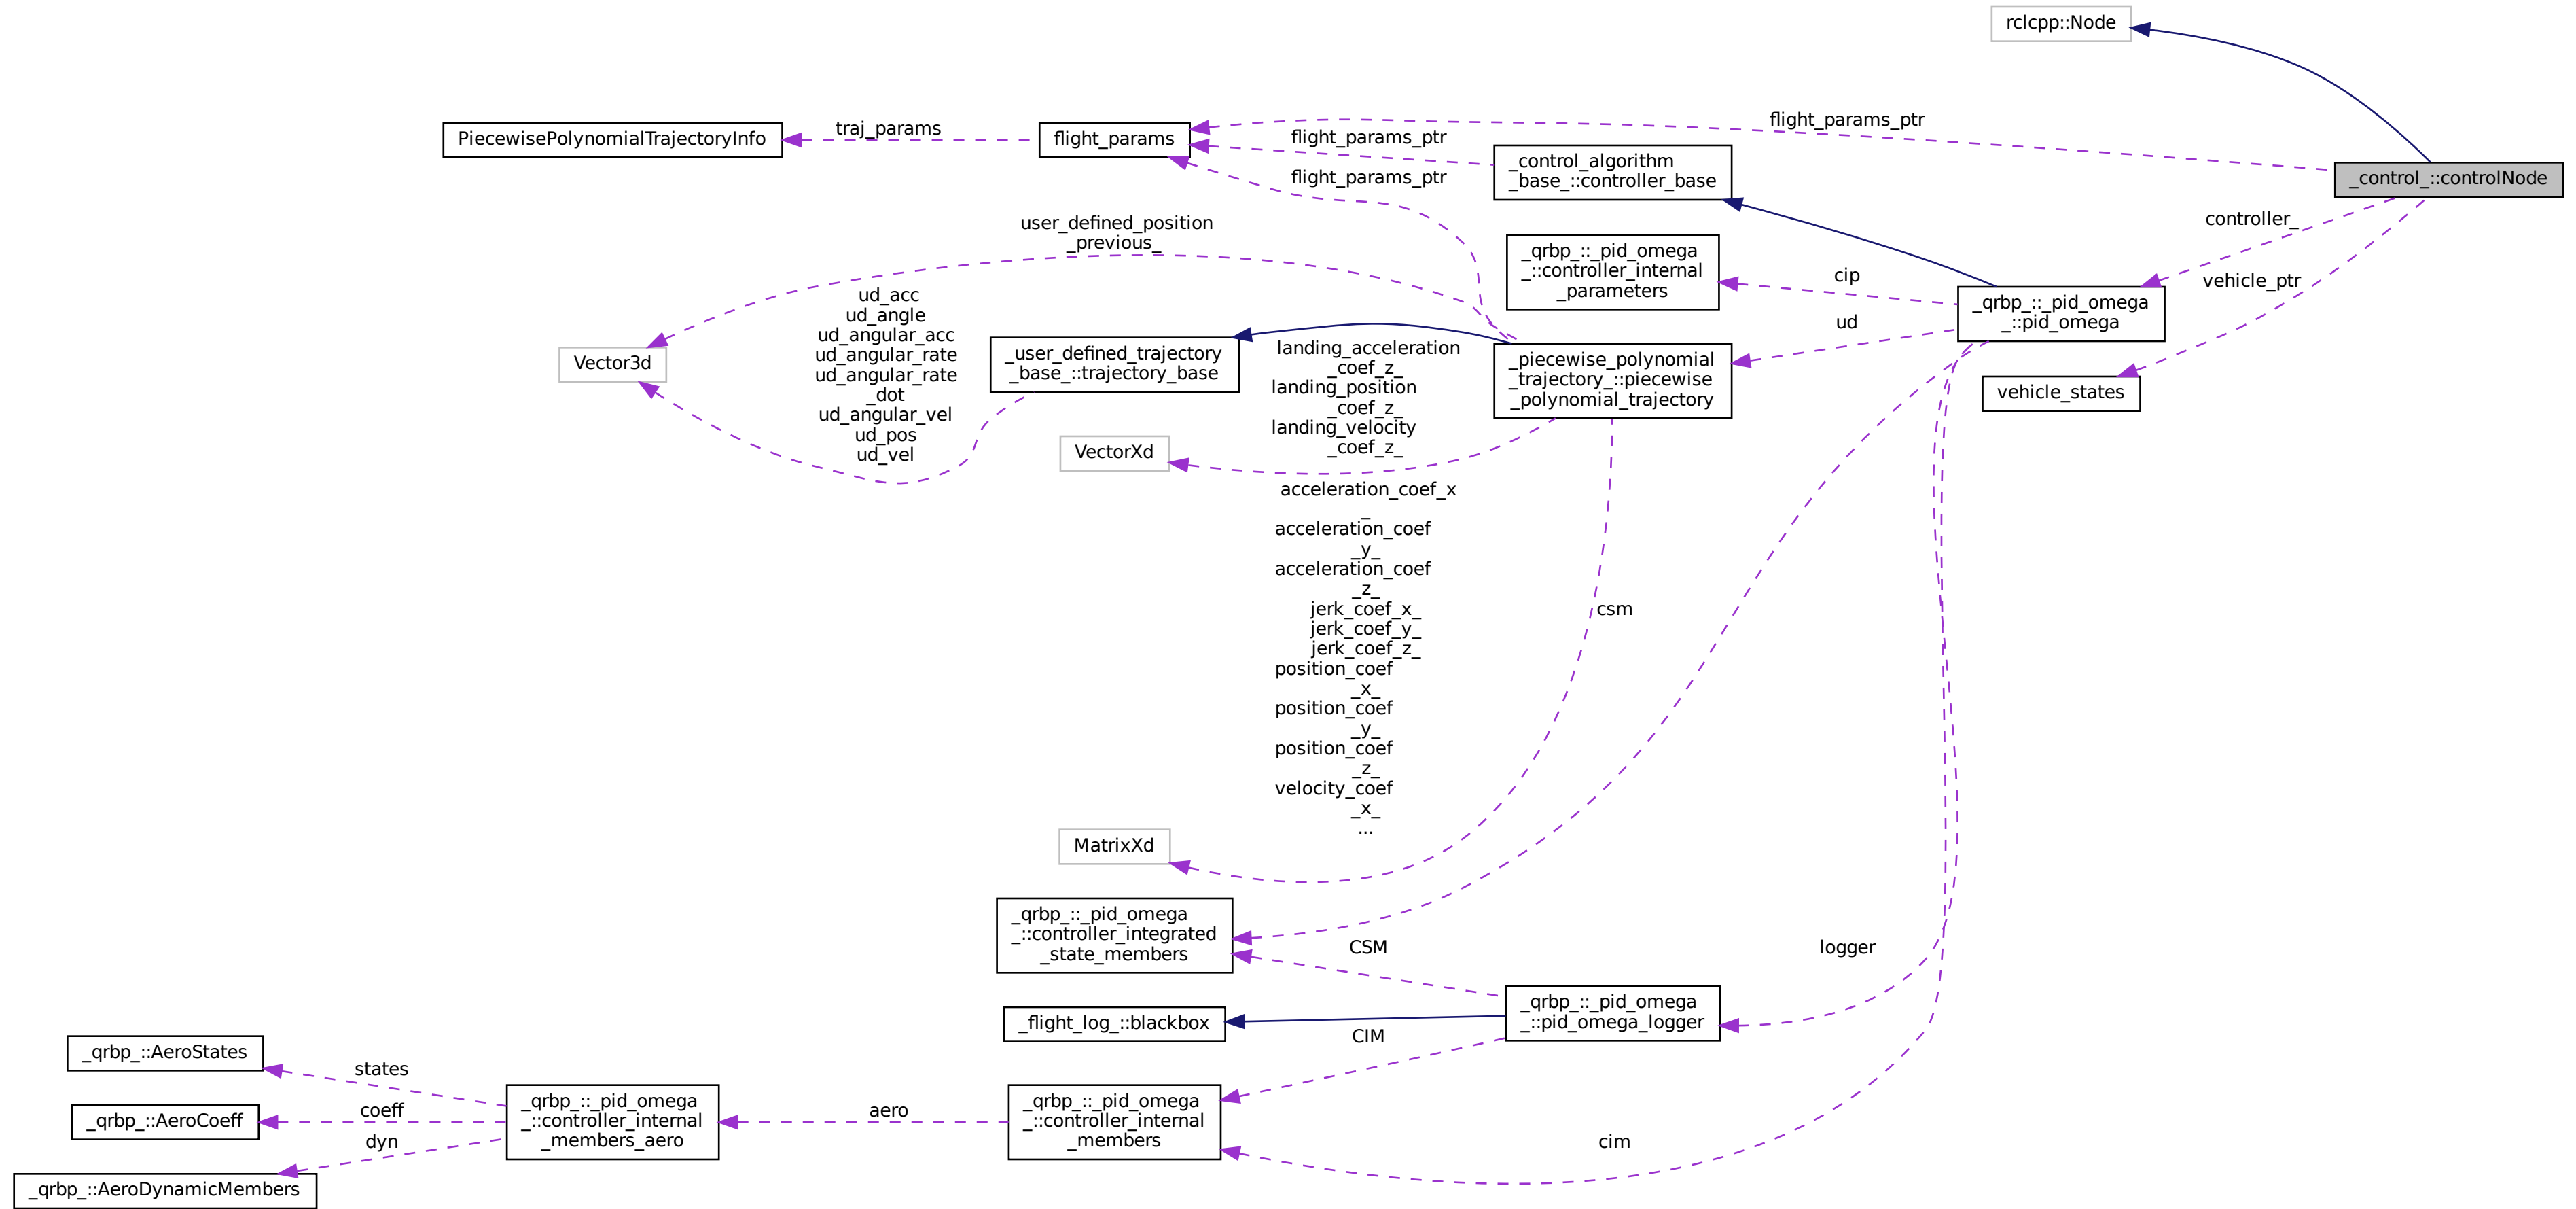 rclcpp::Node
flight_params_ptr
traj_params
PiecewisePolynomialTrajectoryInfo
flight_params
flight_params_ptr
_control_algorithm
_base_::controller_base
_control_::controlNode
flight_params_ptr
controller_
user_defined_position
_previous_
_qrbp_::_pid_omega
_::controller_internal
_parameters
cip
vehicle_ptr
_qrbp_::_pid_omega
_::pid_omega
ud
ud_acc
ud_angle
ud_angular_acc
ud_angular_rate
ud_angular_rate
_dot
ud_angular_vel
ud_pos
ud_vel
Vector3d
_user_defined_trajectory
_base_::trajectory_base
landing_acceleration
_coef_z_
landing_position
_coef_z_
landing_velocity
_coef_z_
_piecewise_polynomial
_trajectory_::piecewise
_polynomial_trajectory
vehicle_states
VectorXd
acceleration_coef_x
_
acceleration_coef
_y_
acceleration_coef
_z_
jerk_coef_x_
jerk_coef_y_
jerk_coef_z_
position_coef
_x_
position_coef
_y_
position_coef
_z_
velocity_coef
_x_
...
csm
MatrixXd
_qrbp_::_pid_omega
_::controller_integrated
_state_members
CSM
logger
_qrbp_::_pid_omega
_::pid_omega_logger
_flight_log_::blackbox
CIM
_qrbp_::AeroStates
states
_qrbp_::AeroCoeff
coeff
dyn
_qrbp_::AeroDynamicMembers
_qrbp_::_pid_omega
_::controller_internal
_members_aero
aero
_qrbp_::_pid_omega
_::controller_internal
_members
cim